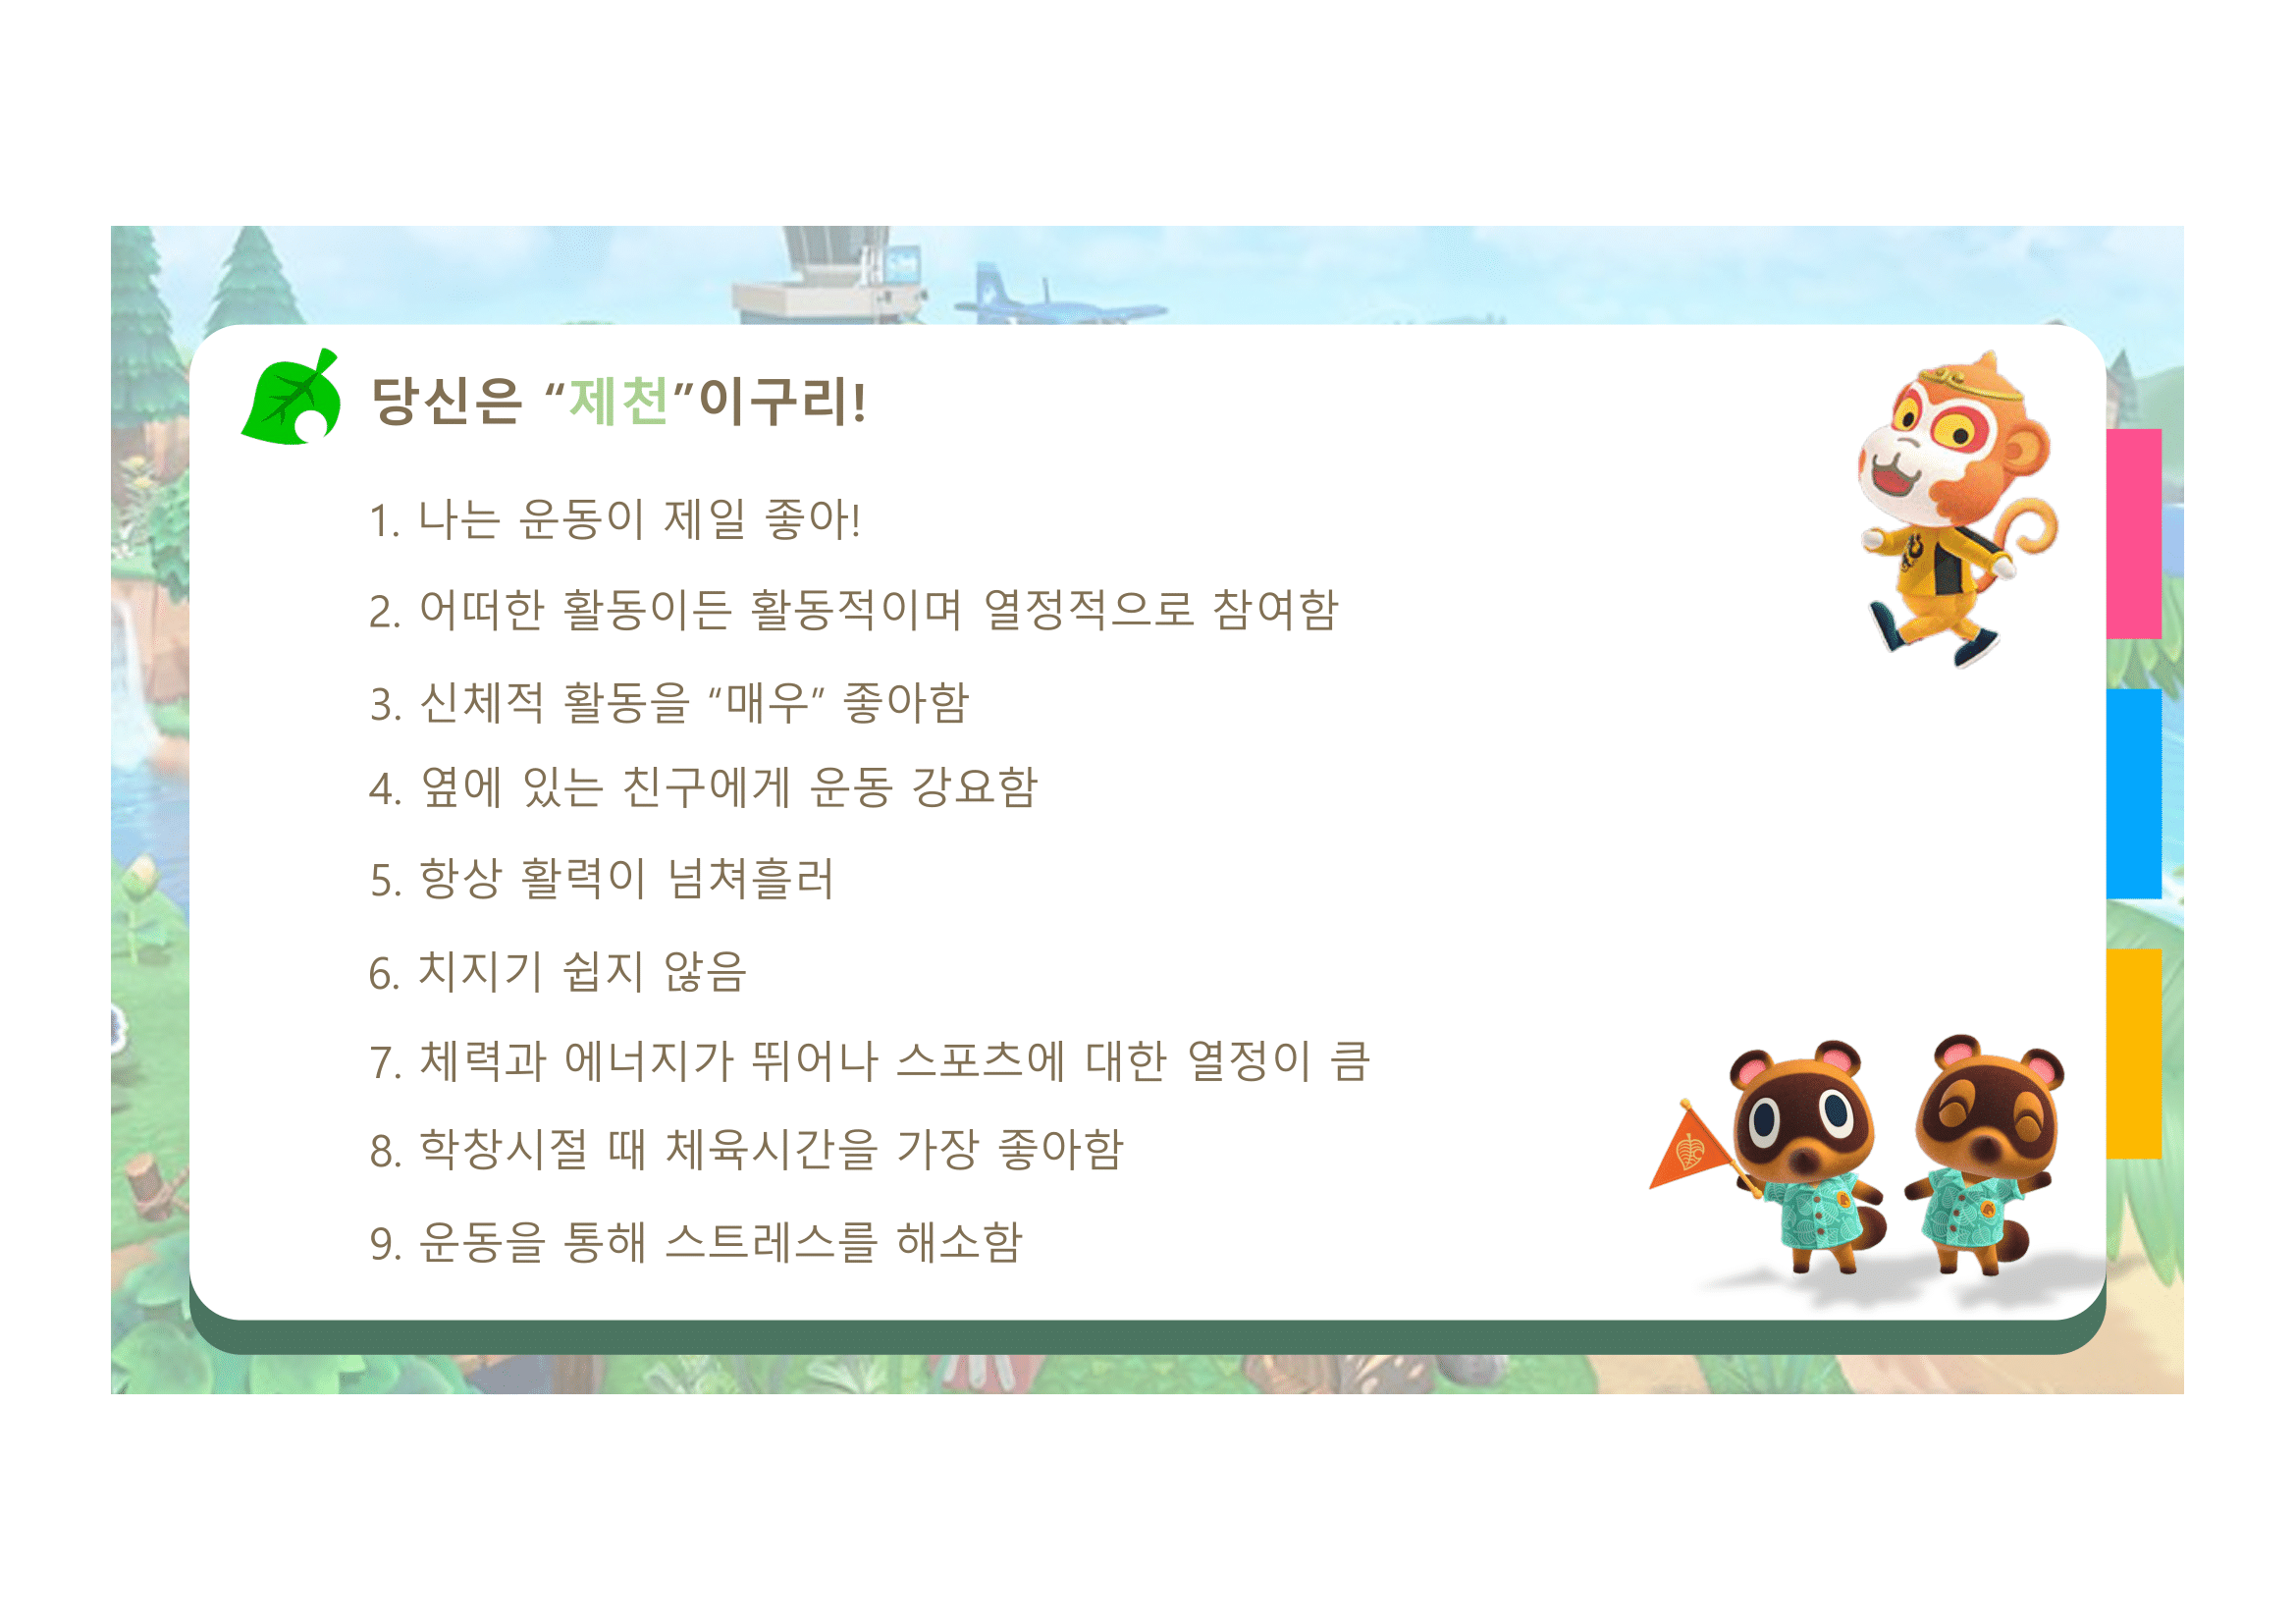 당신은 “제천”이구리!
1. 나는 운동이 제일 좋아!
2. 어떠한 활동이든 활동적이며 열정적으로 참여함
3. 신체적 활동을 “매우” 좋아함
4. 옆에 있는 친구에게 운동 강요함
5. 항상 활력이 넘쳐흘러
6. 치지기 쉽지 않음
7. 체력과 에너지가 뛰어나 스포츠에 대한 열정이 큼
8. 학창시절 때 체육시간을 가장 좋아함
9. 운동을 통해 스트레스를 해소함